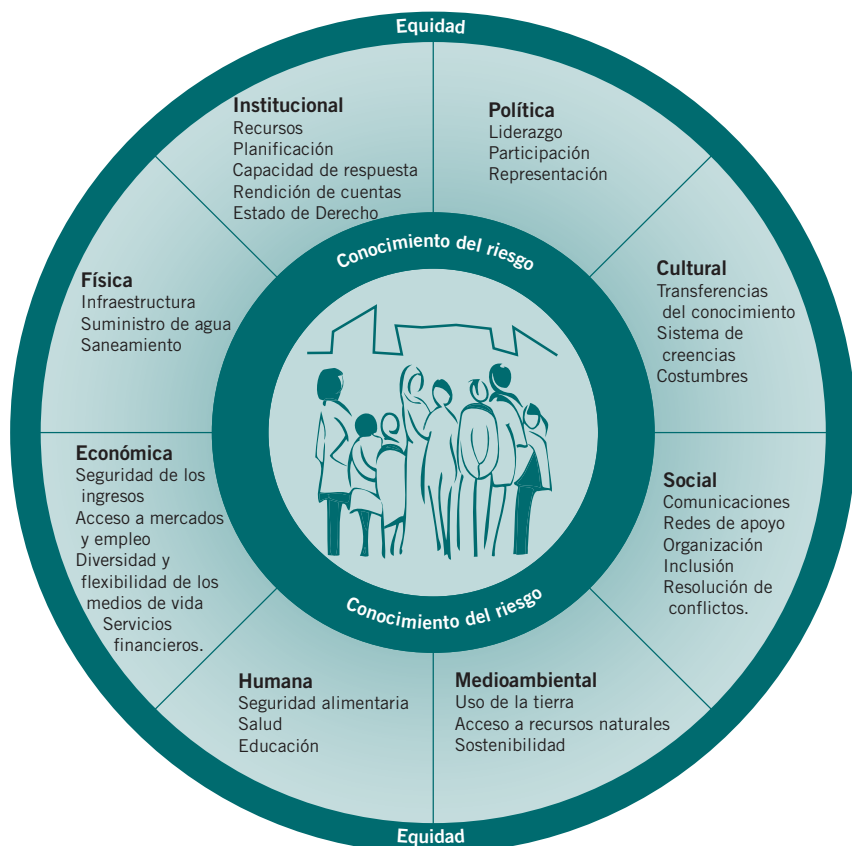 Equidad
Institucional
Recursos
Planificación
Capacidad de respuesta
Rendición de cuentas
Estado de Derecho
Política
Liderazgo
Participación
Representación
Conocimiento del riesgo
Física
Infraestructura
Suministro de agua
Saneamiento
Cultural
Transferencias
del conocimiento
Sistema de
creencias
Costumbres
Económica
Seguridad de los
ingresos
Acceso a mercados
y empleo
Diversidad y
flexibilidad de los
medios de vida
Servicios
financieros.
Social
Comunicaciones
Redes de apoyo
Organización
Inclusión
Resolución de
conflictos.
Conocimiento del riesgo
Humana
Seguridad alimentaria
Salud
Educación
Medioambiental
Uso de la tierra
Acceso a recursos naturales
Sostenibilidad
Equidad